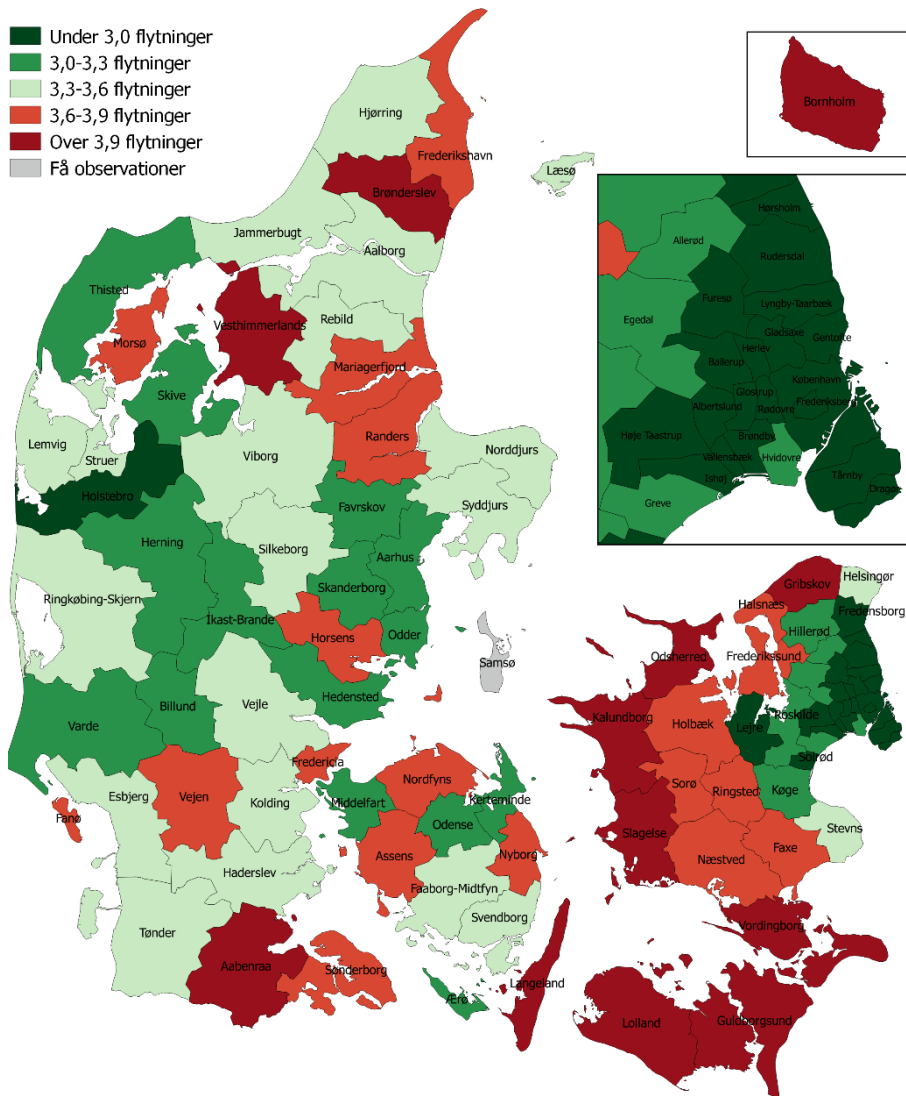 Under 3,0 flytninger
3,0-3,3 flytninger
3,3-3,6 flytninger
3,6-3,9 flytninger
Over 3,9 flytninger
Få observationer
Hjørring
Frederikshavn
Læsø
Brønderslev
Jammerbugt
Aalborg
Thisted
Vesthimmerlands
Rebild
Morsø
Mariagerfjord
Skive
Lemvig
Struer
Viborg
Randers
Norddjurs
Holstebro
Favrskov
Syddjurs
Herning
Silkeborg
Aarhus
Skanderborg
Ringkøbing-Skjern
Ikast-Brande
Horsens
Odder
Samsø
Hedensted
Varde
Billund
Vejle
Fredericia
Esbjerg
Vejen
Kolding
Fanø
Haderslev
Tønder
Aabenraa
Sønderborg
Middelfart
Nordfyns
Kerteminde
Odense
Assens
Nyborg
Faaborg-Midtfyn
Svendborg
Langeland
Ærø
Bornholm
Hørsholm
Allerød
Rudersdal
Furesø
Lyngby-Taarbæk
Egedal
Gladsaxe
Gentofte
Herlev
Ballerup
København
Glostrup
Frederiksberg
Albertslund
Rødovre
Høje Taastrup
Brøndby
Vallensbæk
Hvidovre
Ishøj
Tårnby
Dragør
Greve
Gribskov
Helsingør
Halsnæs
Fredensborg
Hillerød
Odsherred
Frederikssund
Kalundborg
Holbæk
Lejre
Roskilde
Solrød
Sorø
Ringsted
Køge
Slagelse
Stevns
Næstved
Faxe
Vordingborg
Lolland
Guldborgsund